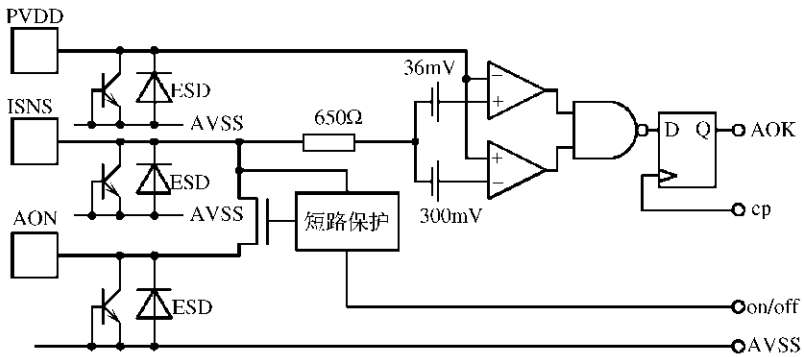 PVDD
36mV
ESD
ISNS
AVSS
650Ω
− +
D Q
AOK
ESD
+ −
AVSS
300mV
cp
AON
短路保护
ESD
on/off
AVSS